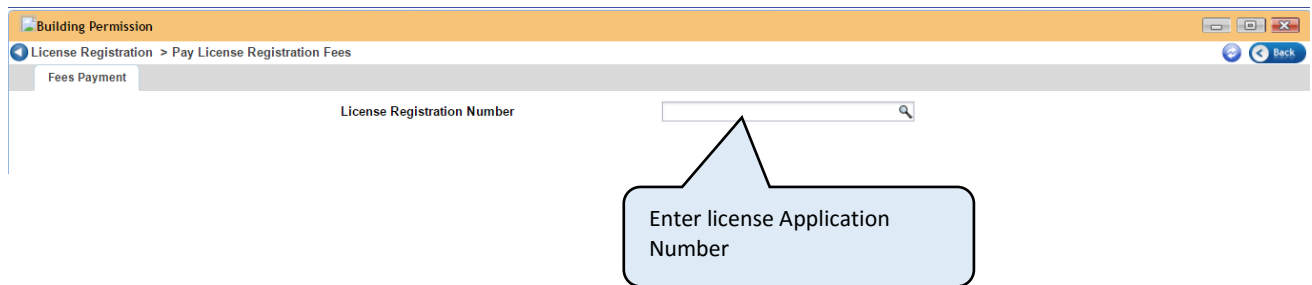 Building Permission
License Registration > Pay License Registration Fees
Back
Fees Payment
License Registration Number
Enter license Application
Number